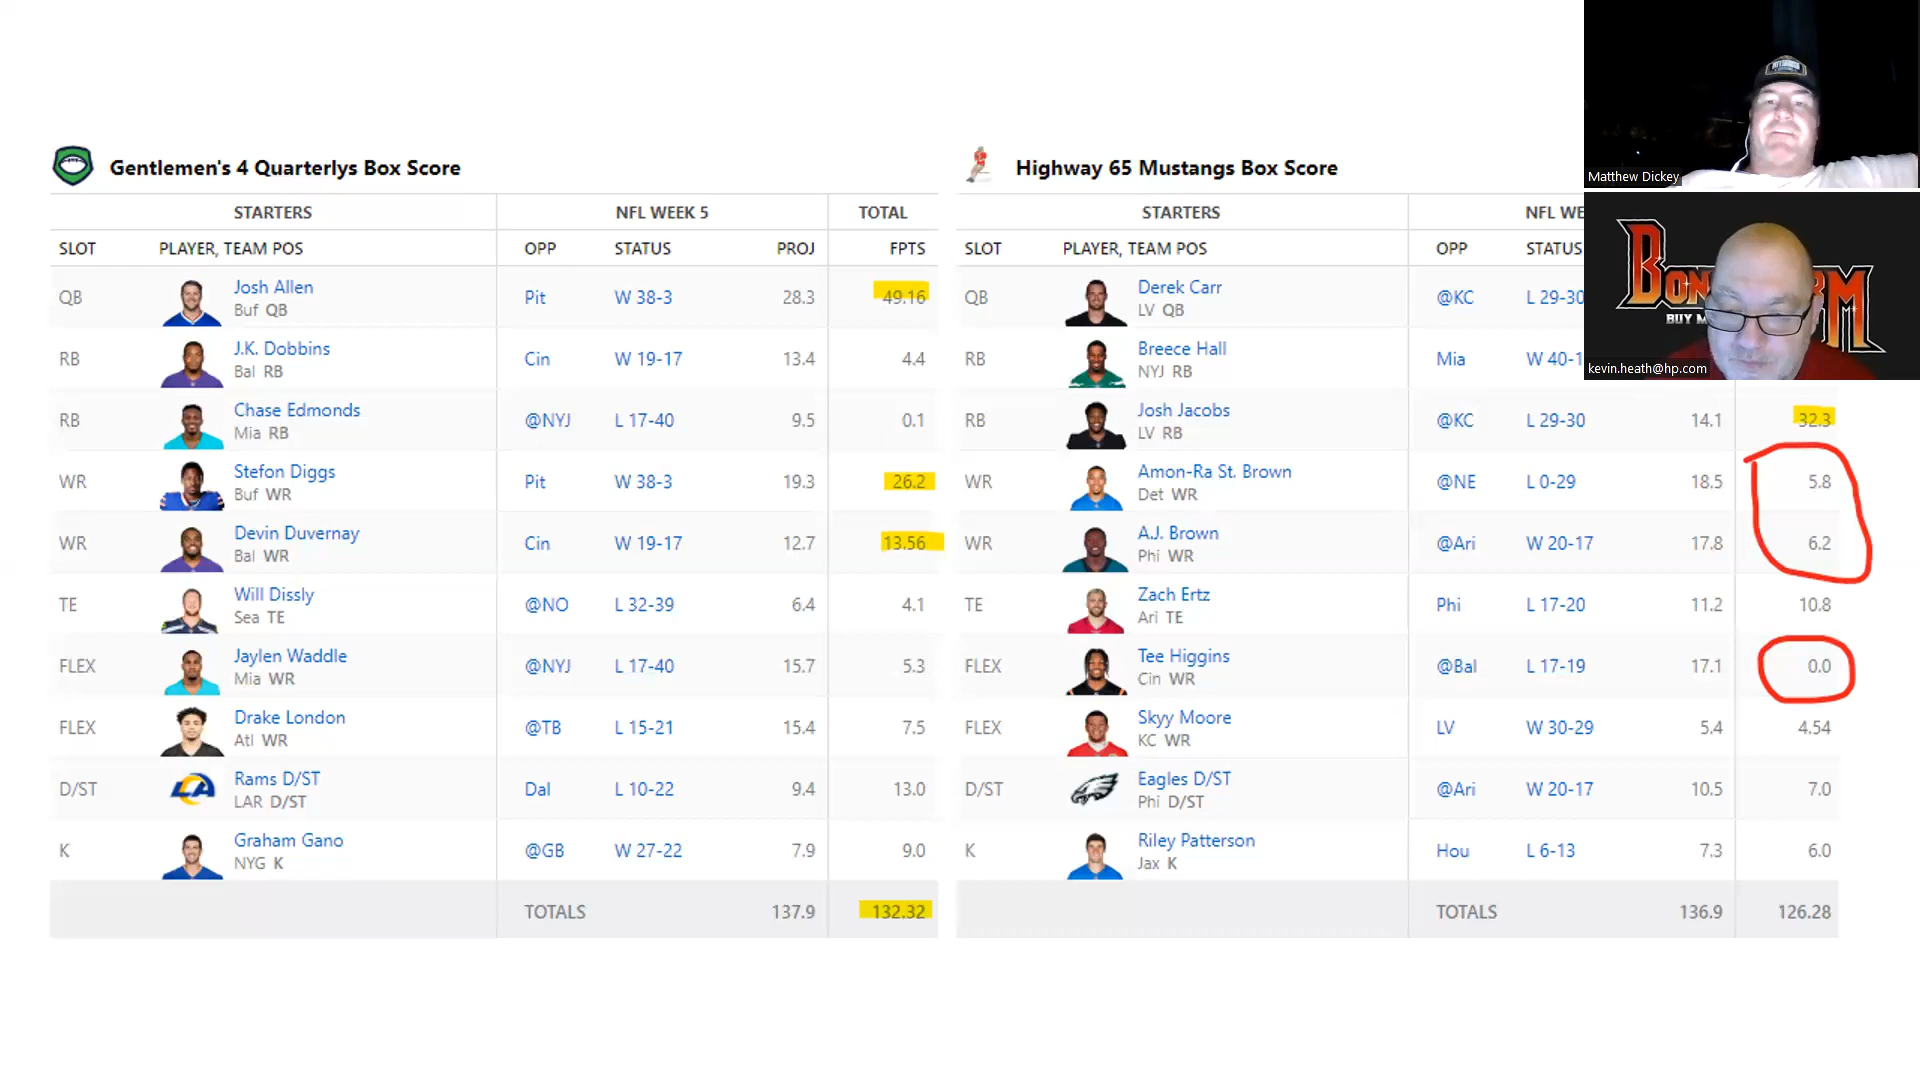 Gentlemen's 4 Quarterlys Box Score
STARTERS NFL WEEK 5 TOTAL
SLOT PLAYER, TEAM POS OPP STATUS PROJ FPTS
QB Josh Allen Buf QB Pit W 38-3 28.3 49.16
RB J.K. Dobbins Bal RB Cin W 19-17 13.4 4.4
RB Chase Edmonds Mia RB @NYJ L 17-40 9.5 0.1
WR Stefon Diggs Buf WR Pit W 38-3 19.3 26.2
WR Devin Duvernay Bal WR Cin W 19-17 12.7 13.56
TE Will Dissly Sea TE @NO L 32-39 6.4 4.1
FLEX Jaylen Waddle Mia WR @NYJ L 17-40 15.7 5.3
FLEX Drake London Atl WR @TB L 15-21 15.4 7.5
D/ST Rams D/ST LAR D/ST Dal L 10-22 9.4 13.0
K Graham Gano NYG K @GB W 27-22 7.9 9.0
TOTALS 137.9 132.32
Highway 65 Mustangs Box Score
STARTERS NFL WE
SLOT PLAYER, TEAM POS OPP STATUS
QB Derek Carr LV QB @KC L 29-30
RB Breece Hall NYJ RB Mia W 40-1
RB Josh Jacobs LV RB @KC L 29-30 14.1 32.3
WR Amon-Ra St. Brown Det WR @NE L 0-29 18.5 5.8
WR A.J. Brown Phi WR @Ari W 20-17 17.8 6.2
TE Zach Ertz Ari TE Phi L 17-20 11.2 10.8
FLEX Tee Higgins Cin WR @Bal L 17-19 17.1 0.0
FLEX Skyy Moore KC WR LV W 30-29 5.4 4.54
D/ST Eagles D/ST Phi D/ST @Ari W 20-17 10.5 7.0
K Riley Patterson Jax K Hou L 6-13 7.3 6.0
TOTALS 136.9 126.28
Matthew Dickey
BUY M
kevin.heath@hp.com